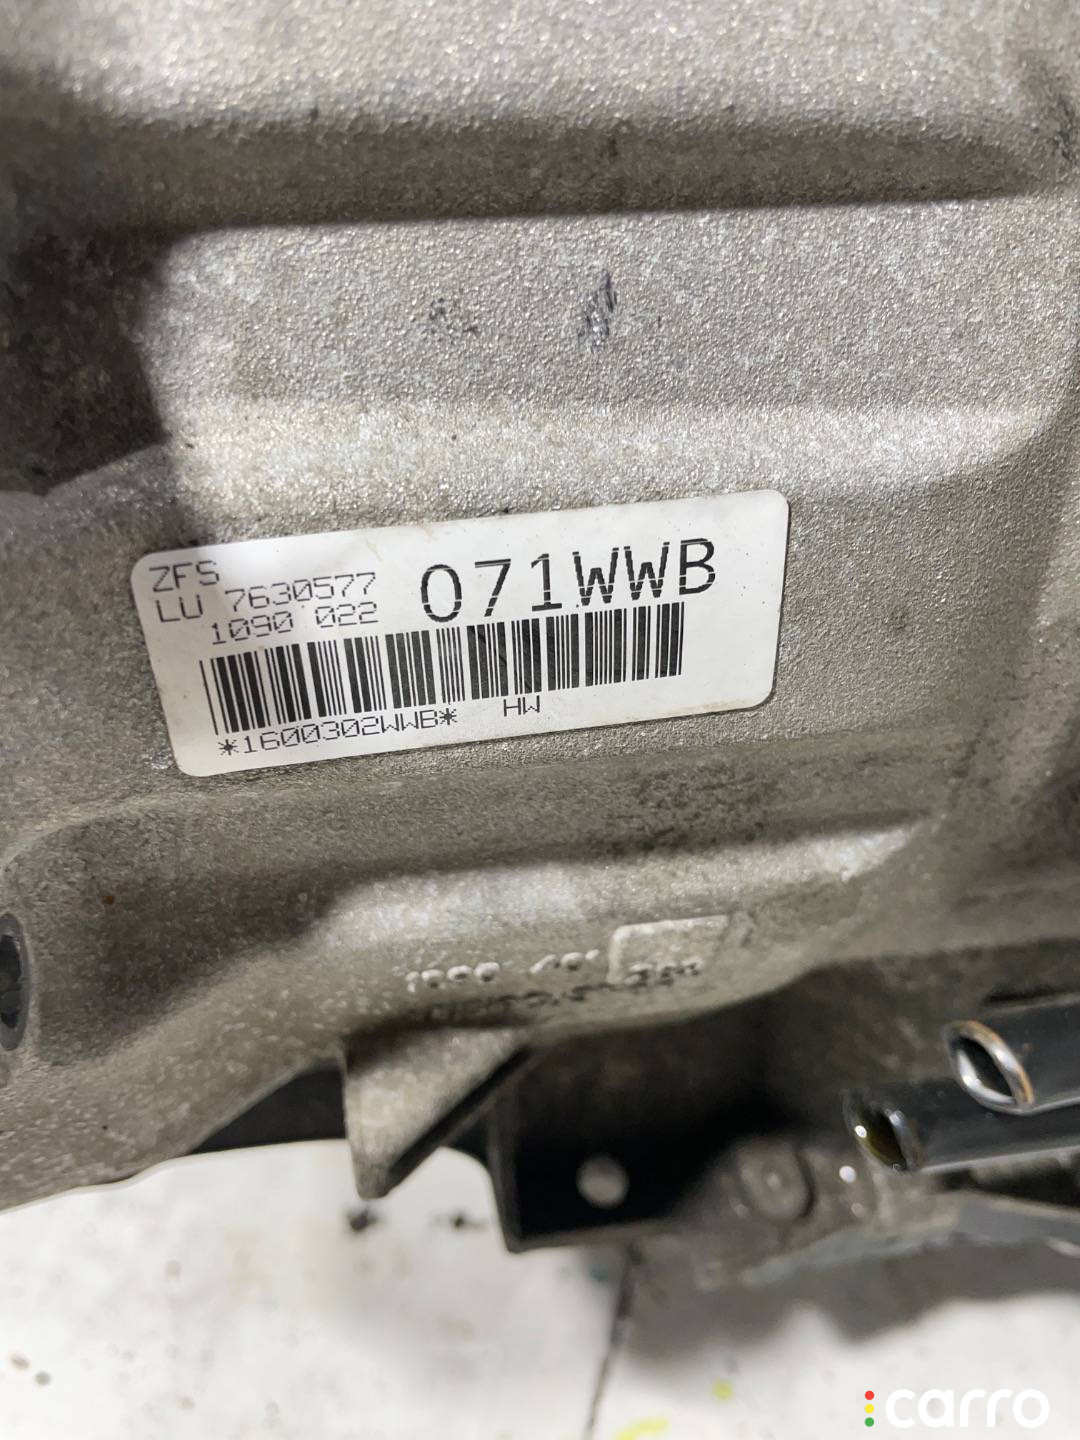 ZFS
LU 7630577
1090 022
071WWB
*1600302WWB* HW
carro